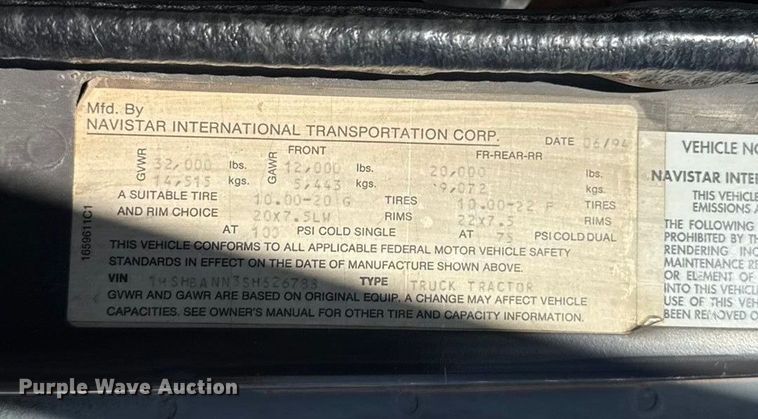 Mfd. By
NAVISTAR INTERNATIONAL TRANSPORTATION CORP. DATE 06/94
FRONT FR-REAR-RR
GVWR 32,000 lbs. GAWR 12,000 lbs. 20,000 lbs.
14,515 kgs. 5,443 kgs. 9,072 kgs.
A SUITABLE TIRE 10.00-20 G TIRES 10.00-22 F TIRES
AND RIM CHOICE 20X7.5LW RIMS 22X7.5 RIMS
AT 100 PSI COLD SINGLE AT 75 PSI COLD DUAL
THIS VEHICLE CONFORMS TO ALL APPLICABLE FEDERAL MOTOR VEHICLE SAFETY
STANDARDS IN EFFECT ON THE DATE OF MANUFACTURE SHOWN ABOVE.
VIN TYPE TRUCK TRACTOR
GVWR AND GAWR ARE BASED ON ORIGINAL EQUIP. A CHANGE MAY AFFECT VEHICLE
CAPACITIES. SEE OWNER'S MANUAL FOR OTHER TIRE AND CAPACITY INFORMATION.
1659611C1
VEHICLE NO
NAVISTAR INTE
THIS VEHICLE
EMISSIONS
THE FOLLOWING
PROHIBITED BY TH
RENDERING INO
MAINTENANCE RE
OR ELEMENT OF
INTO THIS VEHICL
USE OF THIS VEH
BEEN REMOVED O
Purple Wave Auction